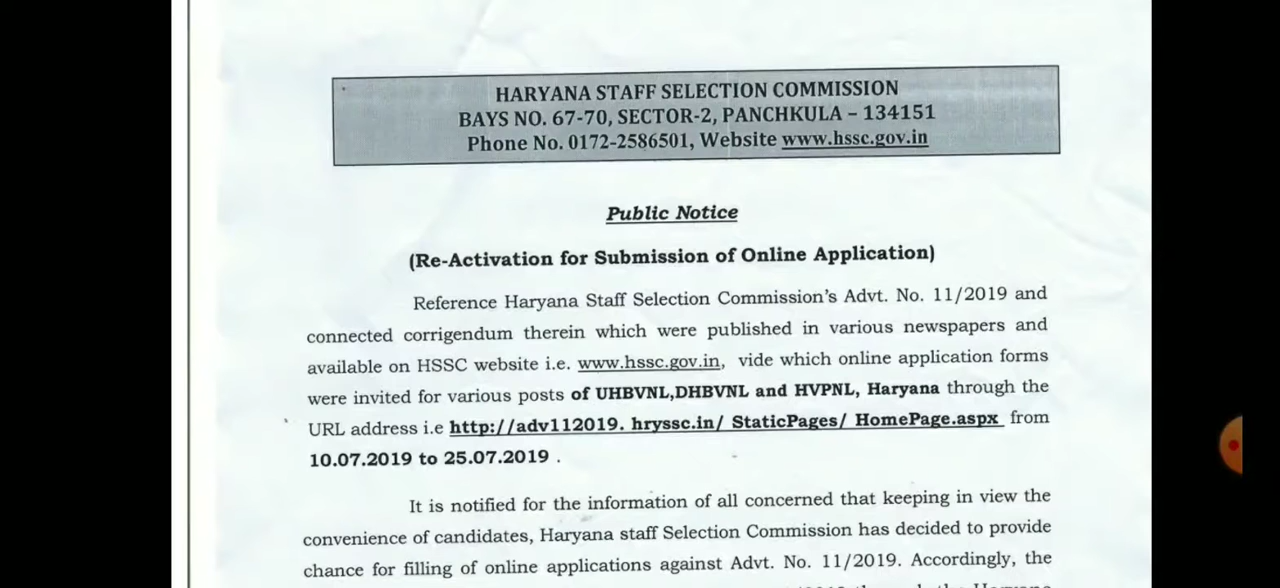 HARYANA STAFF SELECTION COMMISSION
BAYS NO. 67-70, SECTOR-2, PANCHKULA – 134151
Phone No. 0172-2586501, Website www.hssc.gov.in
Public Notice
(Re-Activation for Submission of Online Application)
Reference Haryana Staff Selection Commission's Advt. No. 11/2019 and
connected corrigendum therein which were published in various newspapers and
available on HSSC website i.e. www.hssc.gov.in, vide which online application forms
were invited for various posts of UHBVNL,DHBVNL and HVPNL, Haryana through the
URL address i.e http://adv112019. hryssc.in/ StaticPages/ HomePage.aspx from
10.07.2019 to 25.07.2019 .
It is notified for the information of all concerned that keeping in view the
convenience of candidates, Haryana staff Selection Commission has decided to provide
chance for filling of online applications against Advt. No. 11/2019. Accordingly, the